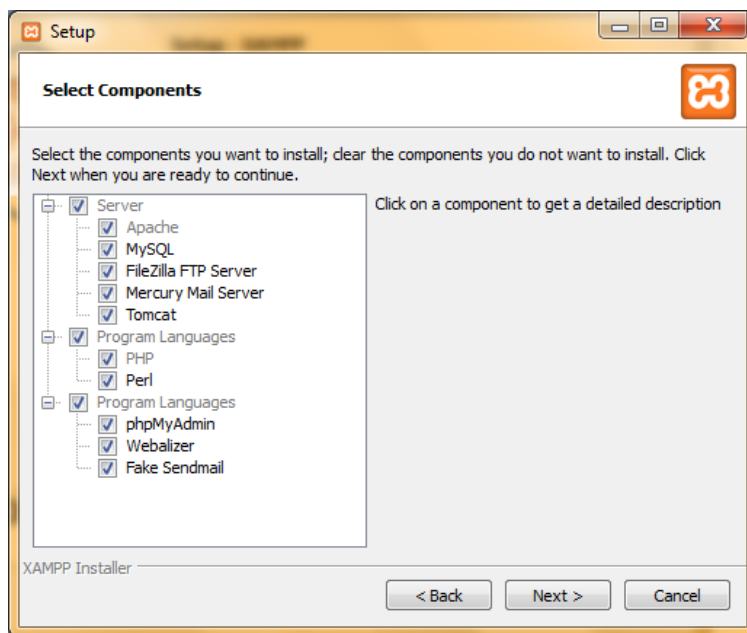 Setup
Select Components
Select the components you want to install; clear the components you do not want to install. Click
Next when you are ready to continue.
Server
Apache
MySQL
FileZilla FTP Server
Mercury Mail Server
Tomcat
Program Languages
PHP
Perl
Program Languages
phpMyAdmin
Webalizer
Fake Sendmail
Click on a component to get a detailed description
XAMPP Installer
< Back
Next >
Cancel